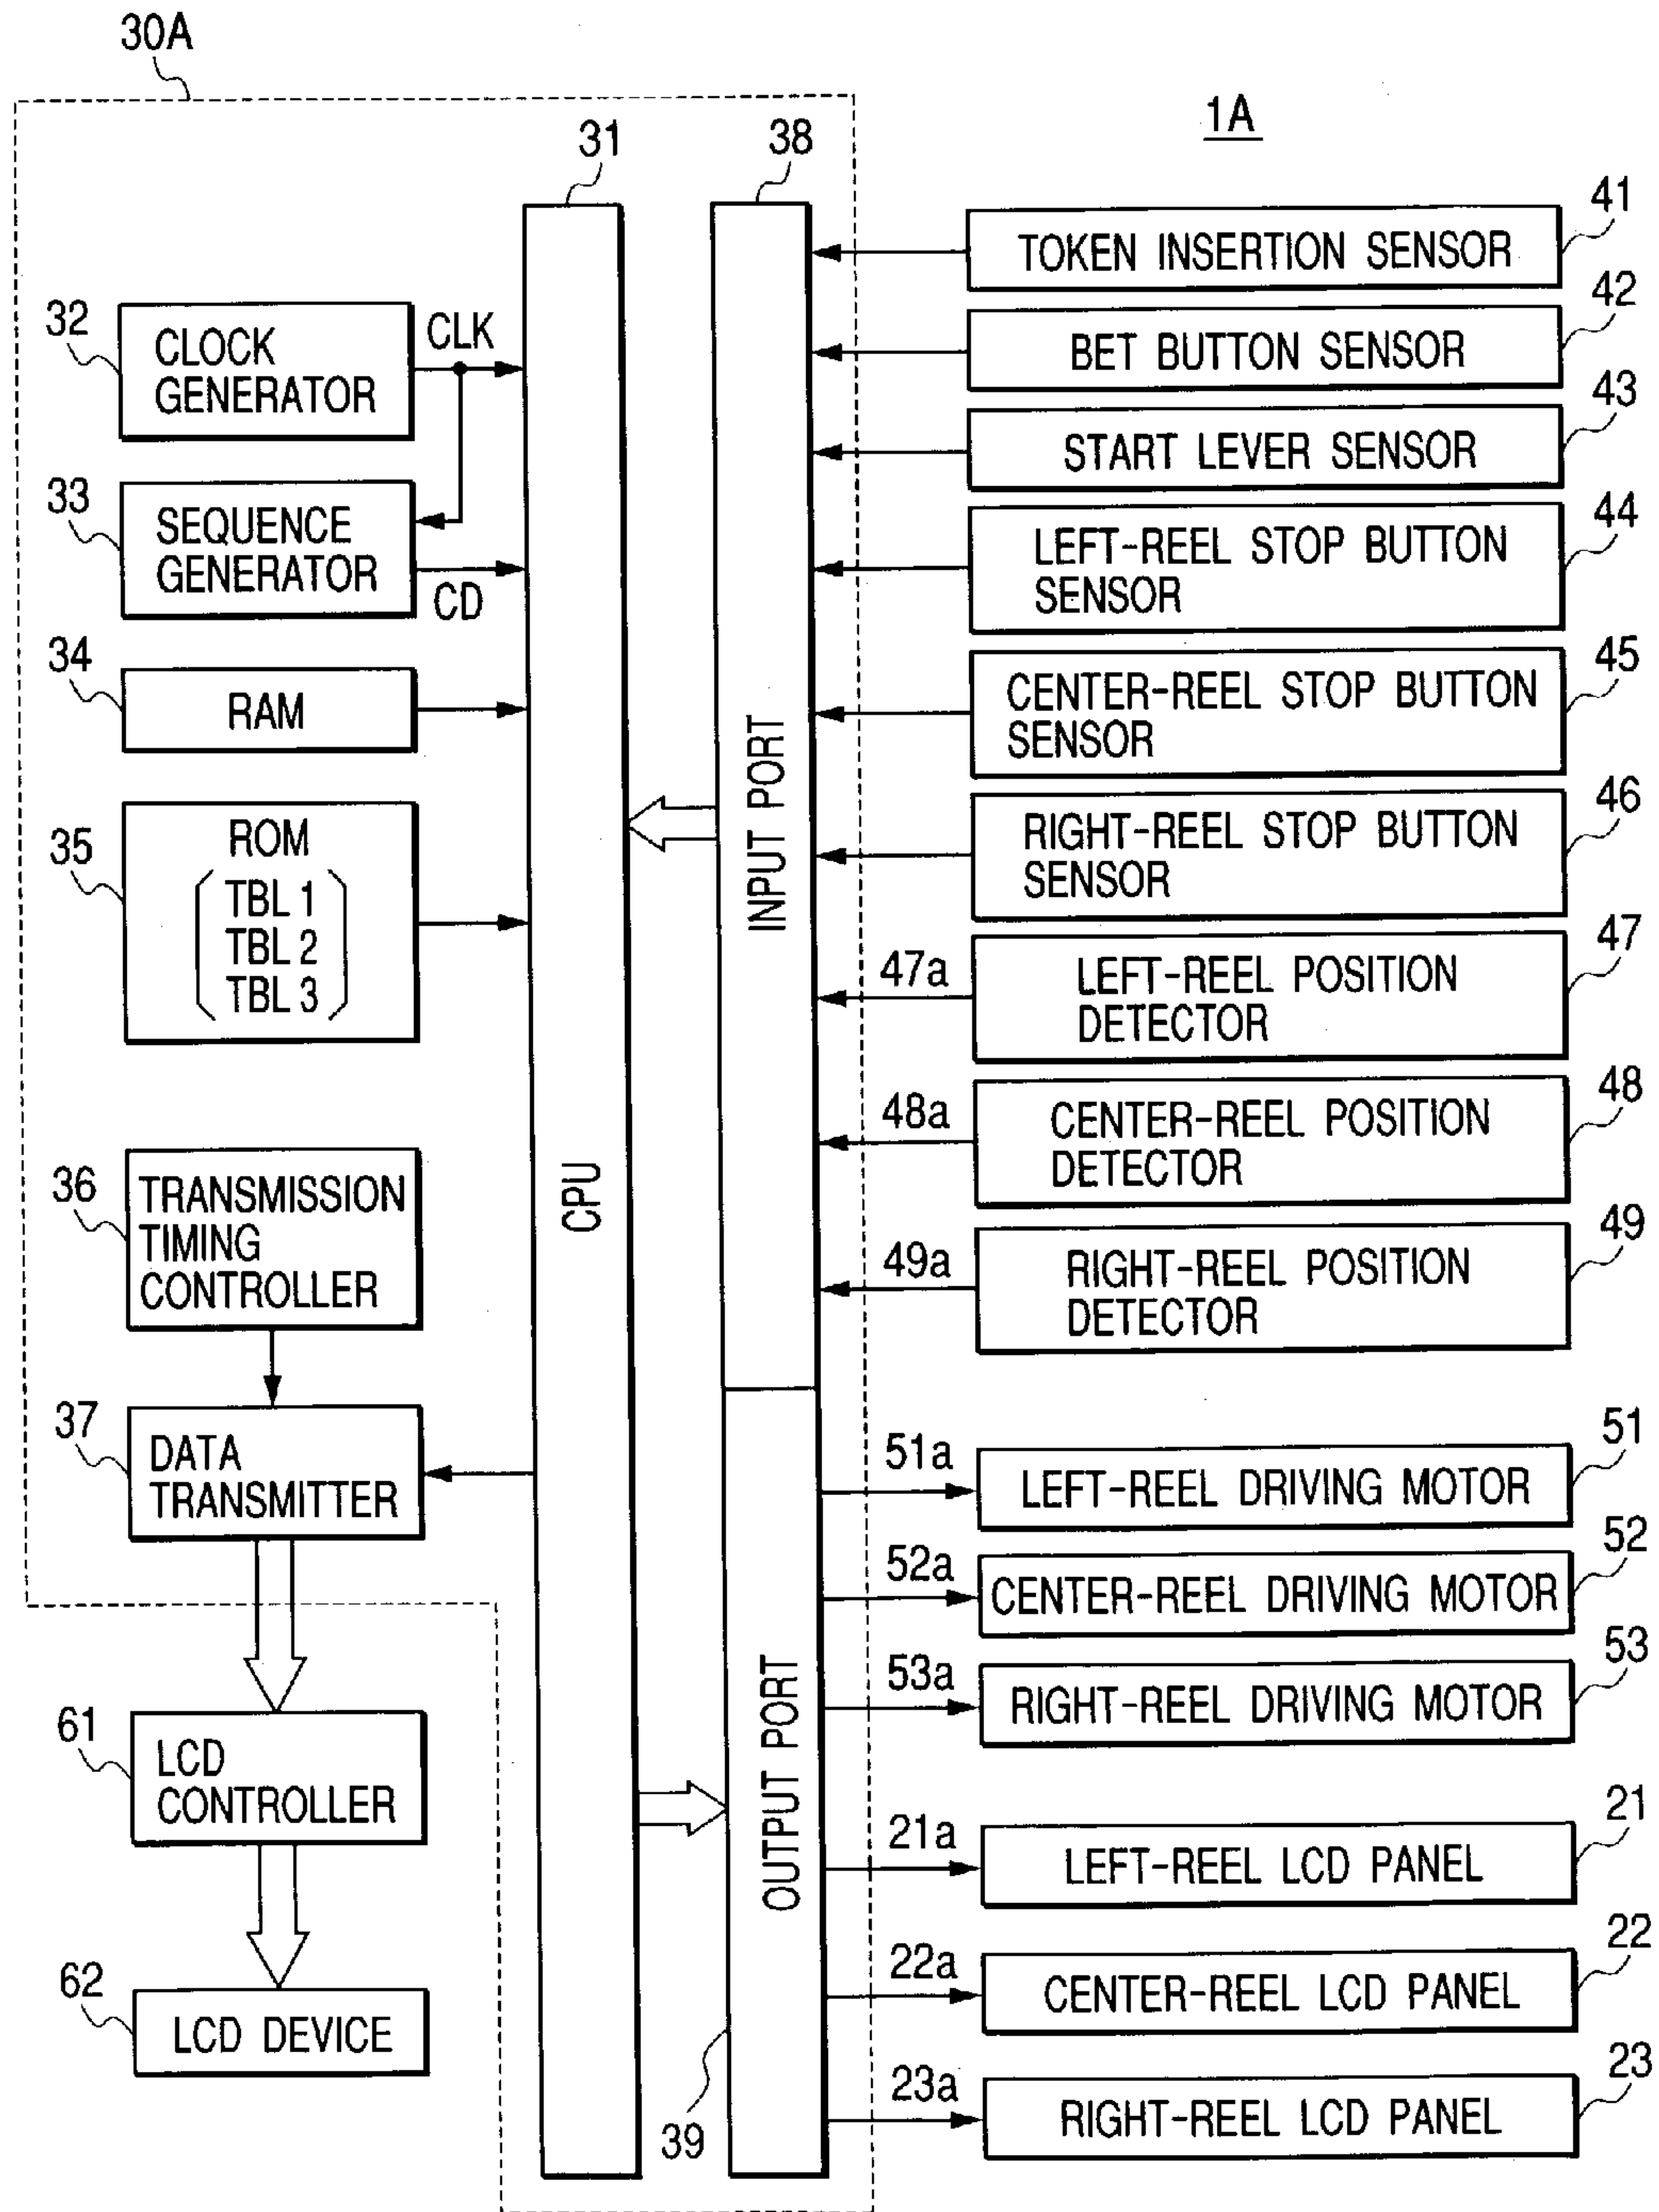 30A
1A
31
38
41
TOKEN INSERTION SENSOR
42
BET BUTTON SENSOR
43
START LEVER SENSOR
44
LEFT-REEL STOP BUTTON
SENSOR
45
CENTER-REEL STOP BUTTON
SENSOR
46
RIGHT-REEL STOP BUTTON
SENSOR
47
47a
LEFT-REEL POSITION
DETECTOR
48
48a
CENTER-REEL POSITION
DETECTOR
49
49a
RIGHT-REEL POSITION
DETECTOR
32
CLOCK
GENERATOR
CLK
33
SEQUENCE
GENERATOR
CD
34
RAM
35
ROM
TBL 1
TBL 2
TBL 3
36
TRANSMISSION
TIMING
CONTROLLER
37
DATA
TRANSMITTER
CPU
INPUT PORT
OUTPUT PORT
39
51
51a
LEFT-REEL DRIVING MOTOR
52
52a
CENTER-REEL DRIVING MOTOR
53
53a
RIGHT-REEL DRIVING MOTOR
21
21a
LEFT-REEL LCD PANEL
22
22a
CENTER-REEL LCD PANEL
23
23a
RIGHT-REEL LCD PANEL
61
LCD
CONTROLLER
62
LCD DEVICE